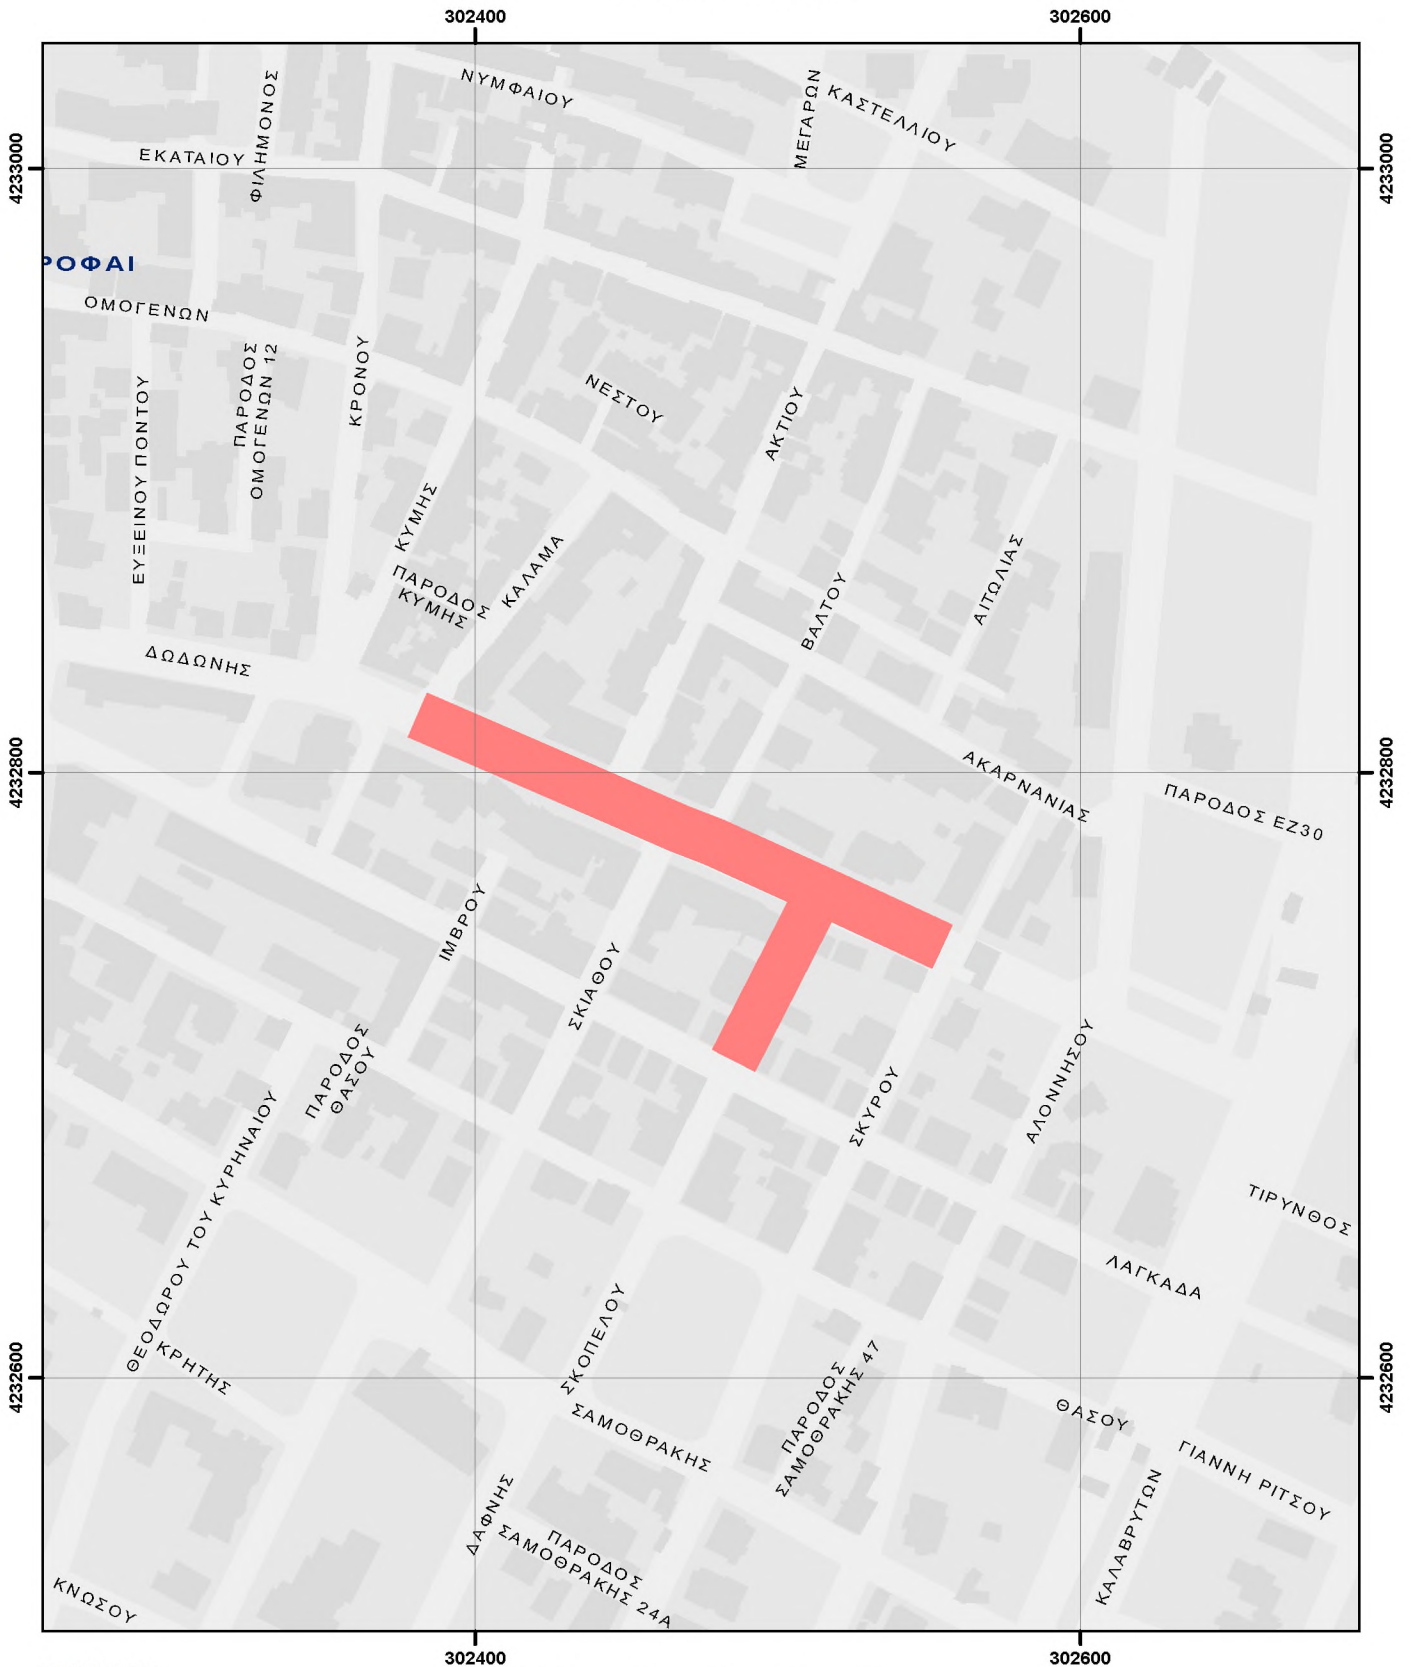 302400
302600
ΝΥΜΦΑΙΟΥ
ΜΕΓΑΡΩΝ
ΚΑΣΤΕΛΛΙΟΥ
ΦΙΛΗΜΟΝΟΣ
ΕΚΑΤΑΙΟΥ
4233000
4233000
ΡΟΦΑΙ
ΟΜΟΓΕΝΩΝ
ΠΑΡΟΔΟΣ
ΟΜΟΓΕΝΩΝ 12
ΚΡΟΝΟΥ
ΕΥΞΕΙΝΟΥ ΠΟΝΤΟΥ
ΝΕΣΤΟΥ
ΑΚΤΙΟΥ
ΚΥΜΗΣ
ΚΑΛΑΜΑ
ΠΑΡΟΔΟΣ
ΚΥΜΗΣ
ΑΙΤΩΛΙΑΣ
ΒΑΛΤΟΥ
ΔΩΔΩΝΗΣ
4232800
4232800
ΑΚΑΡΝΑΝΙΑΣ
ΠΑΡΟΔΟΣ ΕΖ30
ΙΜΒΡΟΥ
ΣΚΙΑΘΟΥ
ΠΑΡΟΔΟΣ
ΘΑΣΟΥ
ΣΚΥΡΟΥ
ΑΛΟΝΝΗΣΟΥ
ΘΕΟΔΩΡΟΥ ΤΟΥ ΚΥΡΗΝΑΙΟΥ
ΤΙΡΥΝΘΟΣ
ΛΑΓΚΑΔΑ
ΣΚΟΠΕΛΟΥ
ΚΡΗΤΗΣ
4232600
4232600
ΠΑΡΟΔΟΣ
ΣΑΜΟΘΡΑΚΗΣ 47
ΘΑΣΟΥ
ΣΑΜΟΘΡΑΚΗΣ
ΓΙΑΝΝΗ ΡΙΤΣΟΥ
ΔΑΦΝΗΣ
ΚΑΛΑΒΡΥΤΩΝ
ΠΑΡΟΔΟΣ
ΣΑΜΟΘΡΑΚΗΣ 24Α
ΚΝΩΣΟΥ
302400
302600